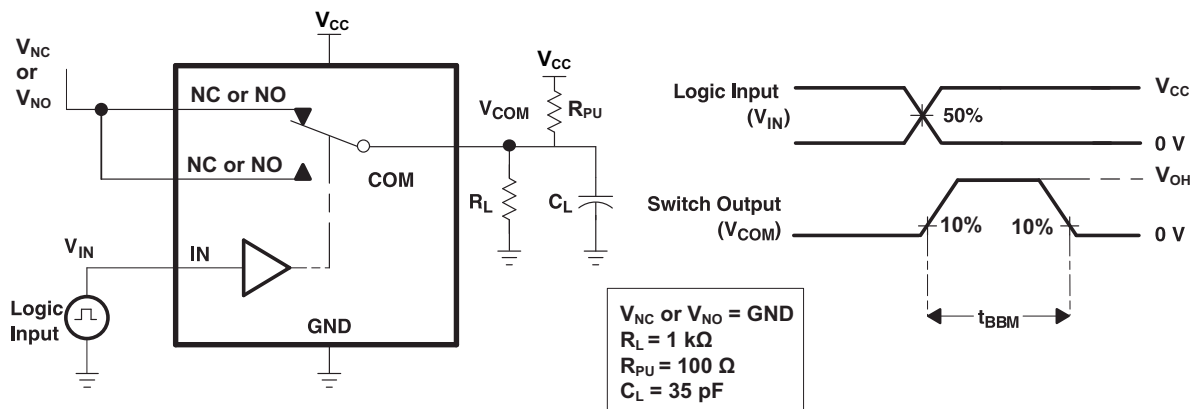 V_CC
V_NC
or
V_NO
NC or NO
NC or NO
COM
V_IN
IN
Logic
Input
GND
V_COM
V_CC
R_PU
R_L
C_L
V_NC or V_NO = GND
R_L = 1 kΩ
R_PU = 100 Ω
C_L = 35 pF
Logic Input
(V_IN)
50%
V_CC
0 V
Switch Output
(V_COM)
10%
10%
V_OH
0 V
t_BBM